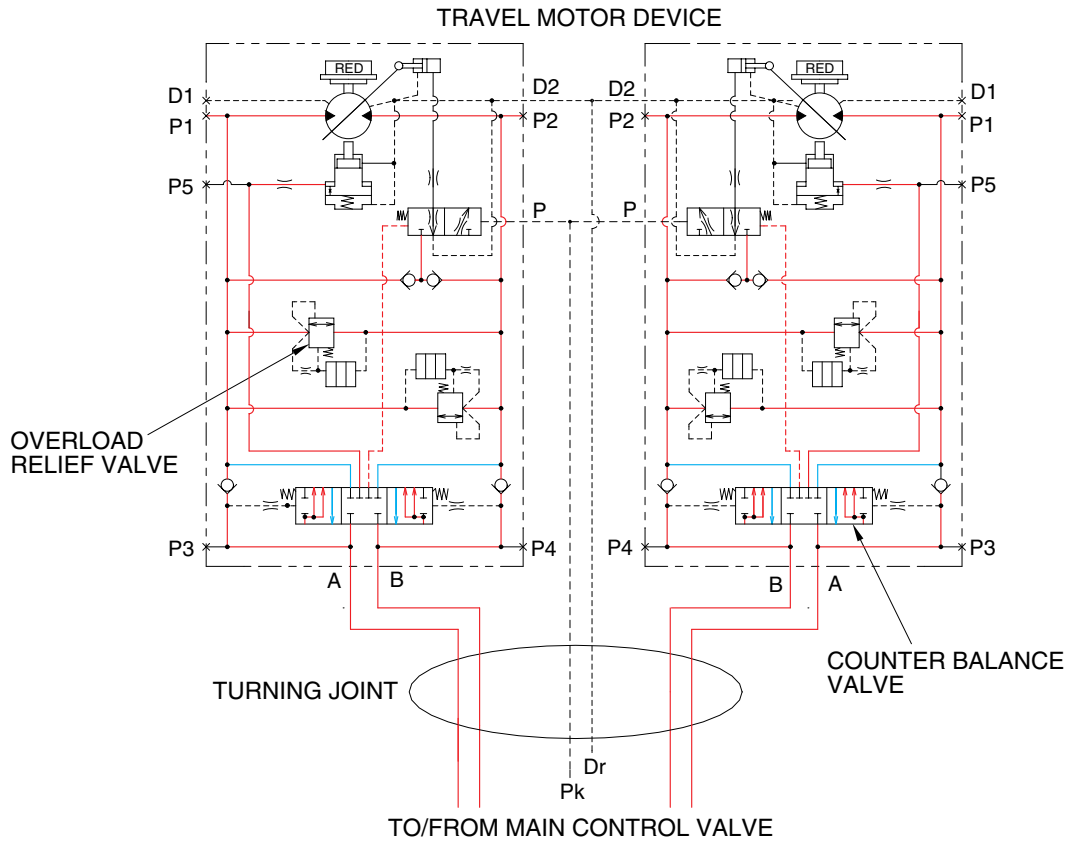 TRAVEL MOTOR DEVICE
RED
RED
D1
D2
D2
D1
P1
P2
P2
P1
P5
P5
P
P
OVERLOAD
RELIEF VALVE
P3
P4
P4
P3
A
B
B
A
COUNTER BALANCE
VALVE
TURNING JOINT
Dr
Pk
TO/FROM MAIN CONTROL VALVE